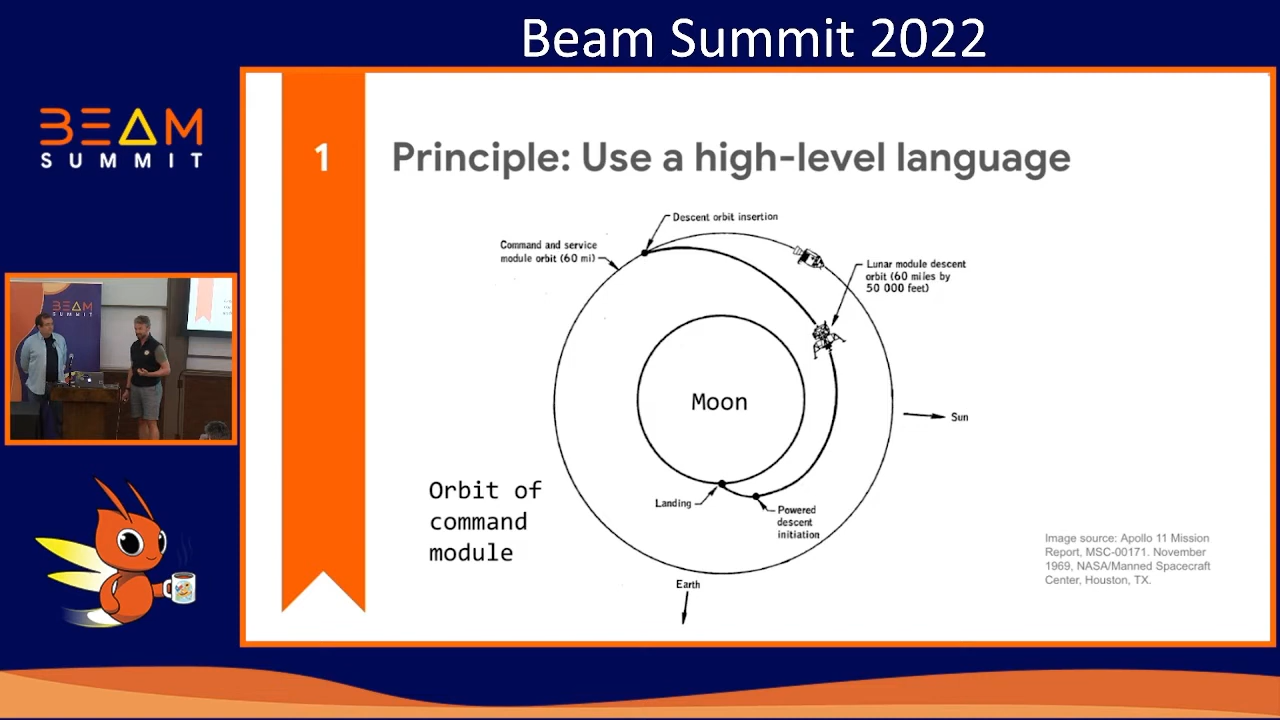 Beam Summit 2022
BEAM
SUMMIT
1
Principle: Use a high-level language
Descent orbit insertion
Command and service
module orbit (60 mi)
Lunar module descent
orbit (60 miles by
50 000 feet)
Moon
Sun
Orbit of
command
module
Landing
Powered
descent
initiation
Earth
Image source: Apollo 11 Mission
Report, MSC-00171. November
1969, NASA/Manned Spacecraft
Center, Houston, TX.
BEAM
SUMMIT